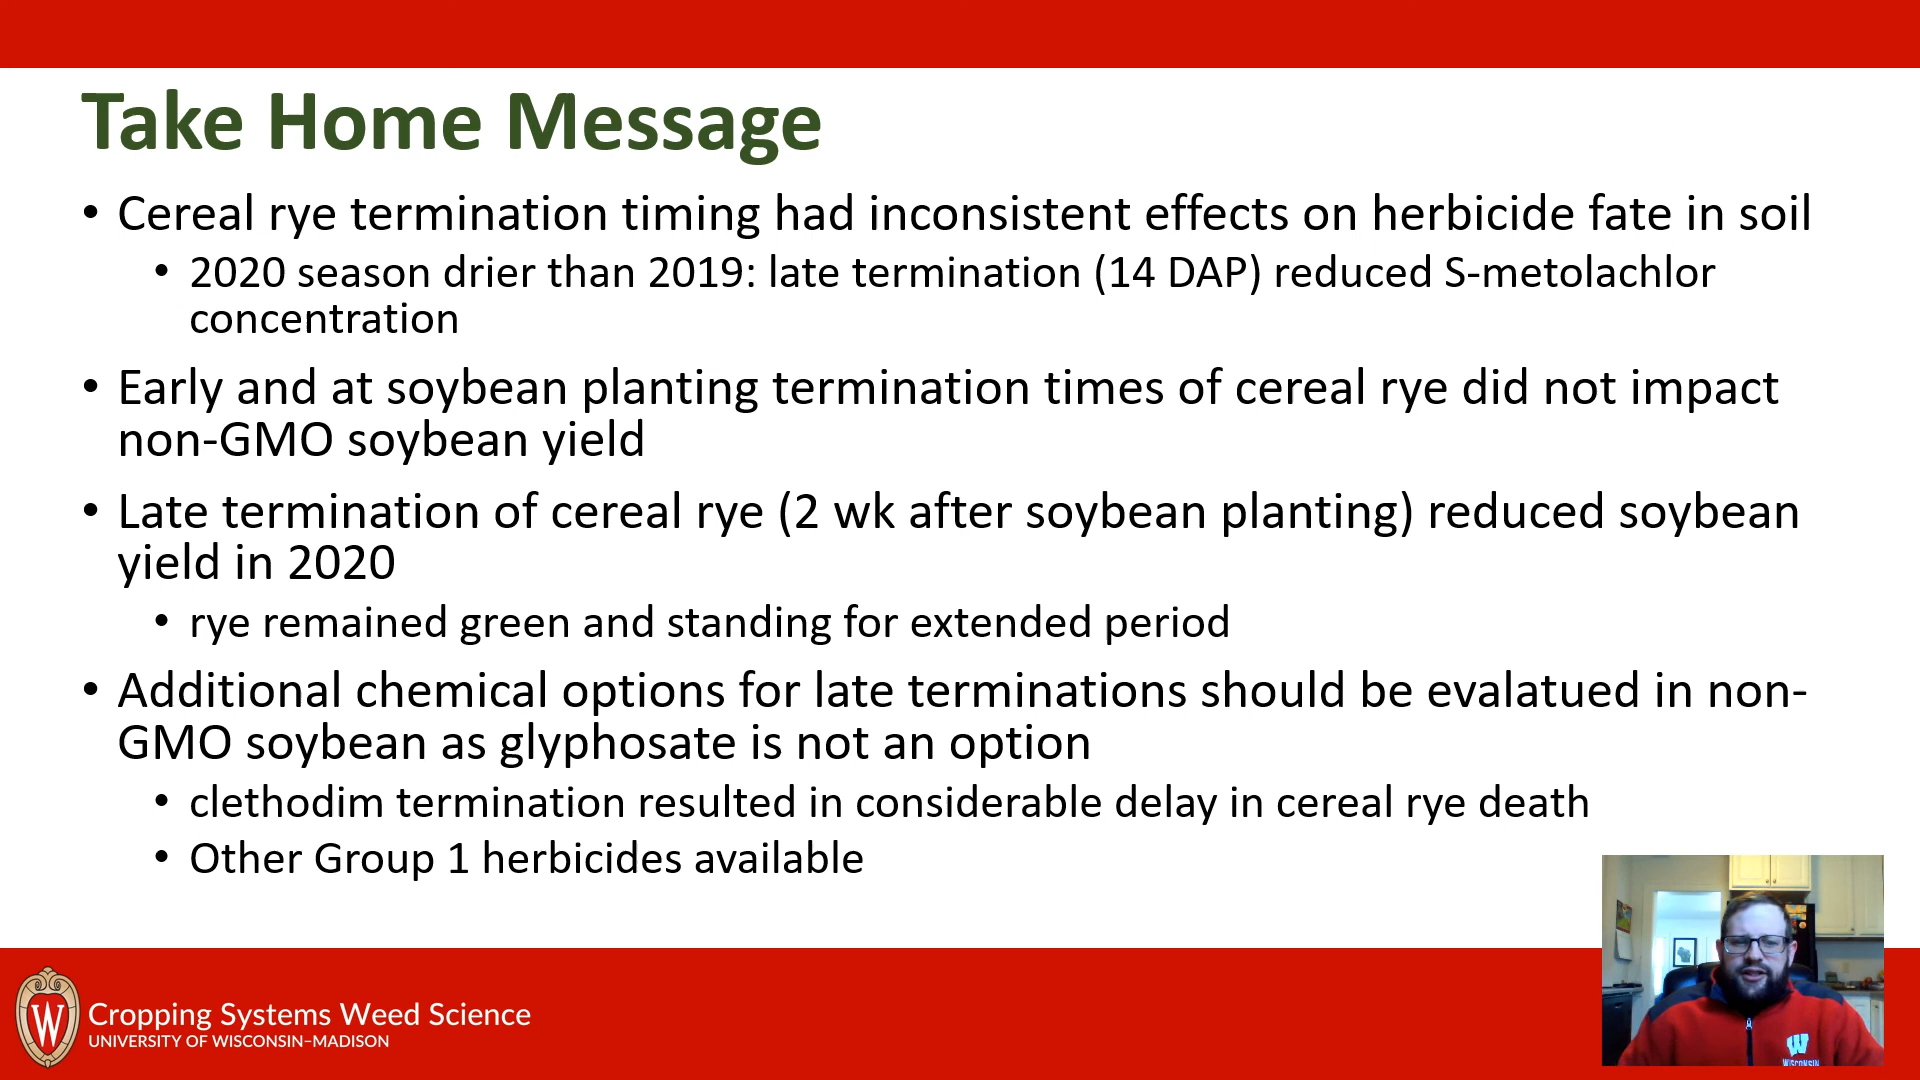 Take Home Message
• Cereal rye termination timing had inconsistent effects on herbicide fate in soil
• 2020 season drier than 2019: late termination (14 DAP) reduced S-metolachlor
concentration
• Early and at soybean planting termination times of cereal rye did not impact
non-GMO soybean yield
• Late termination of cereal rye (2 wk after soybean planting) reduced soybean
yield in 2020
• rye remained green and standing for extended period
• Additional chemical options for late terminations should be evalatued in non-
GMO soybean as glyphosate is not an option
• clethodim termination resulted in considerable delay in cereal rye death
• Other Group 1 herbicides available
W
Cropping Systems Weed Science
UNIVERSITY OF WISCONSIN–MADISON
W
WISCONSIN